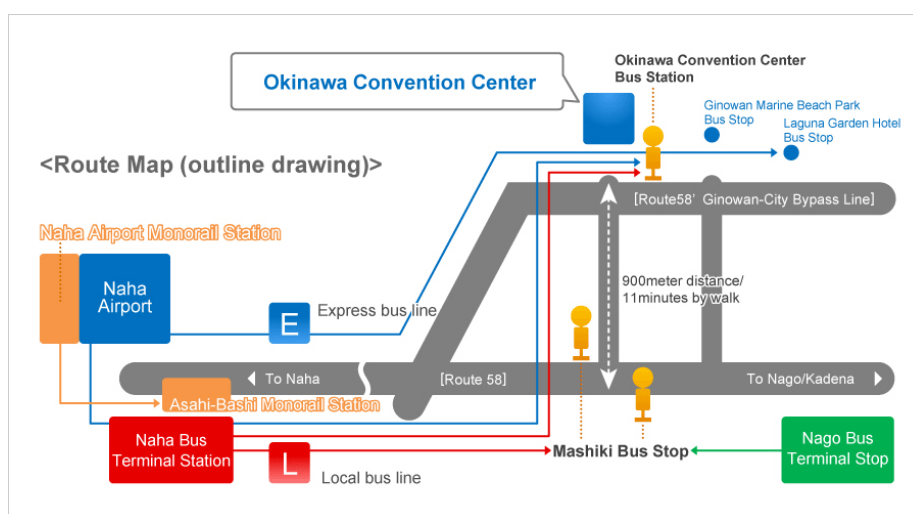 Okinawa Convention Center
Bus Station
Okinawa Convention Center
Ginowan Marine Beach Park
Bus Stop
Laguna Garden Hotel
Bus Stop
<Route Map (outline drawing)>
[Route58' Ginowan-City Bypass Line]
Naha Airport Monorail Station
Naha
Airport
900meter distance/
11minutes by walk
E
Express bus line
To Naha
[Route 58]
To Nago/Kadena
Asahi-Bashi Monorail Station
Naha Bus
Terminal Station
L
Local bus line
Mashiki Bus Stop
Nago Bus
Terminal Stop